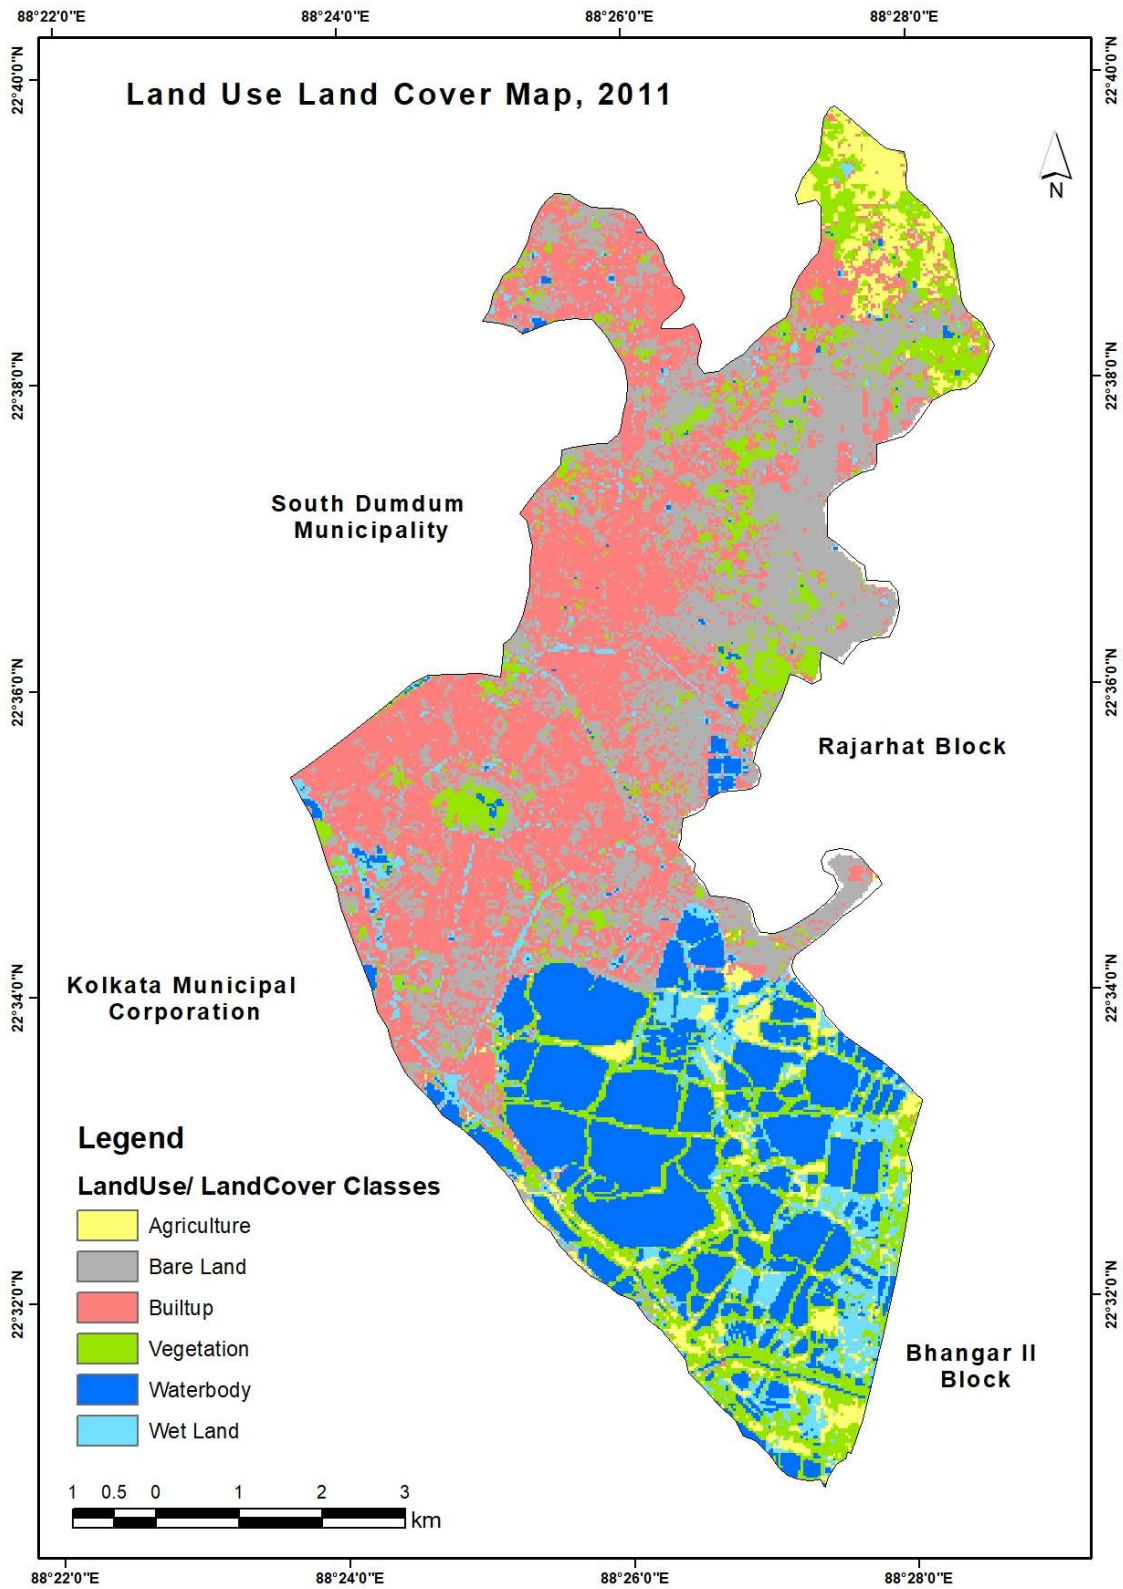 88°22'0"E 88°24'0"E 88°26'0"E 88°28'0"E
22°40'0"N
22°40'0"N
Land Use Land Cover Map, 2011
N
22°38'0"N
22°38'0"N
South Dumdum
Municipality
22°36'0"N
22°36'0"N
Rajarhat Block
Kolkata Municipal
Corporation
22°34'0"N
22°34'0"N
Legend
LandUse/ LandCover Classes
Agriculture
Bare Land
Builtup
Vegetation
Waterbody
Wet Land
22°32'0"N
22°32'0"N
Bhangar II
Block
1 0.5 0 1 2 3
km
88°22'0"E 88°24'0"E 88°26'0"E 88°28'0"E